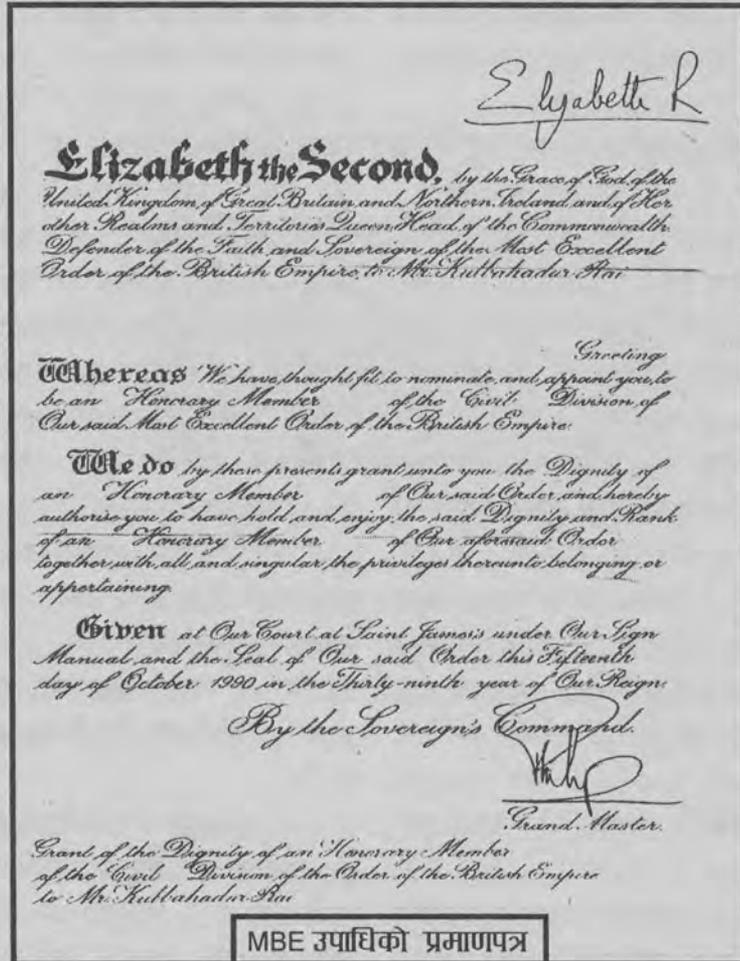 Elizabeth R
Elizabeth the Second, by the Grace of God, of the
United Kingdom of Great Britain and Northern Ireland and of Her
other Realms and Territories Queen, Head of the Commonwealth,
Defender of the Faith and Sovereign of the Most Excellent
Order of the British Empire, to Mr. Kulbahadur Rai
Greeting
Whereas We have thought fit to nominate and appoint you to
be an Honorary Member of the Civil Division of
Our said Most Excellent Order of the British Empire.
We do by these presents grant unto you the Dignity of
an Honorary Member of Our said Order and hereby
authorise you to have hold and enjoy the said Dignity and Rank
of an Honorary Member of Our aforesaid Order
together with all and singular the privileges thereunto belonging or
appertaining.
Given at Our Court at Saint James's under Our Sign
Manual and the Seal of Our said Order this Fifteenth
day of October 1990 in the Thirty-ninth year of Our Reign.
By the Sovereign's Command.
Philip
Grand Master.
Grant of the Dignity of an Honorary Member
of the Civil Division of the Order of the British Empire
to Mr. Kulbahadur Rai
MBE उपाधिको प्रमाणपत्र